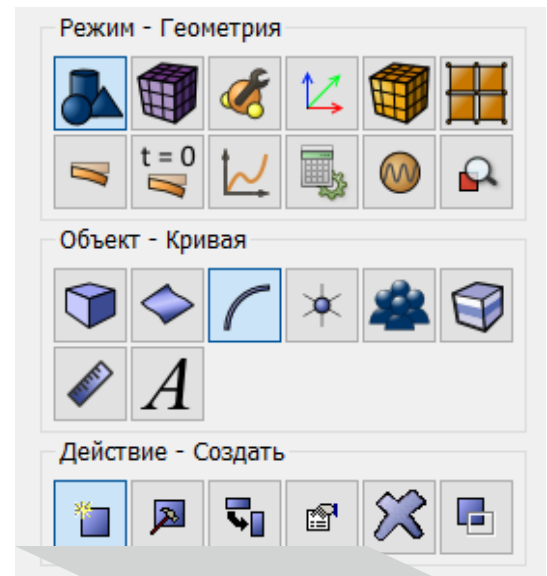 Режим - Геометрия
t = 0
Объект - Кривая
A
Действие - Создать